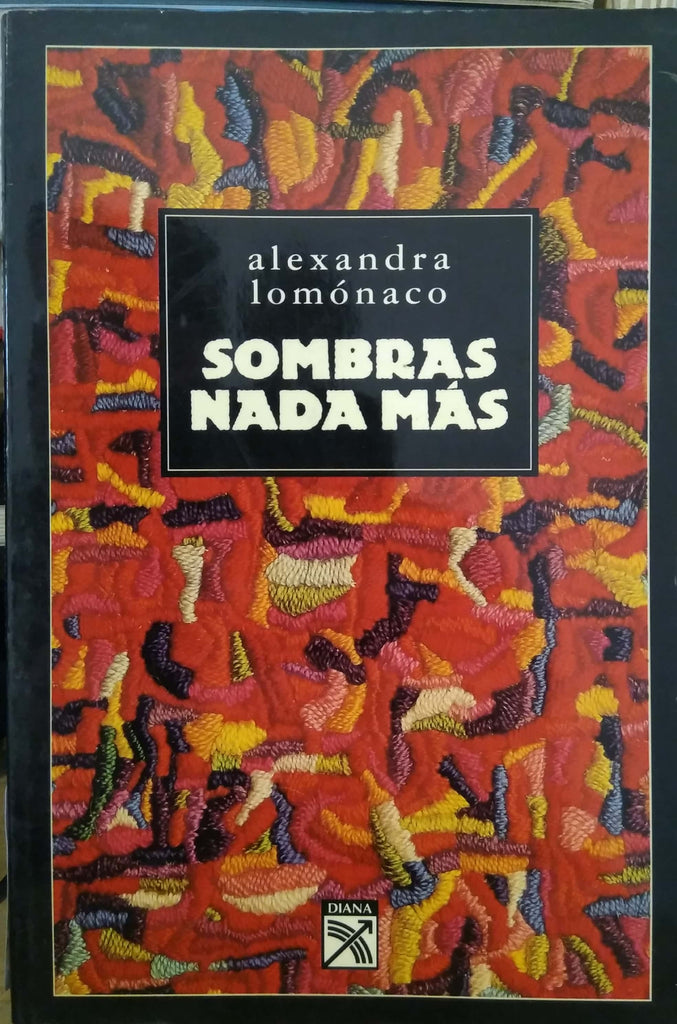 alexandra
lomónaco
SOMBRAS
NADA MÁS
DIANA